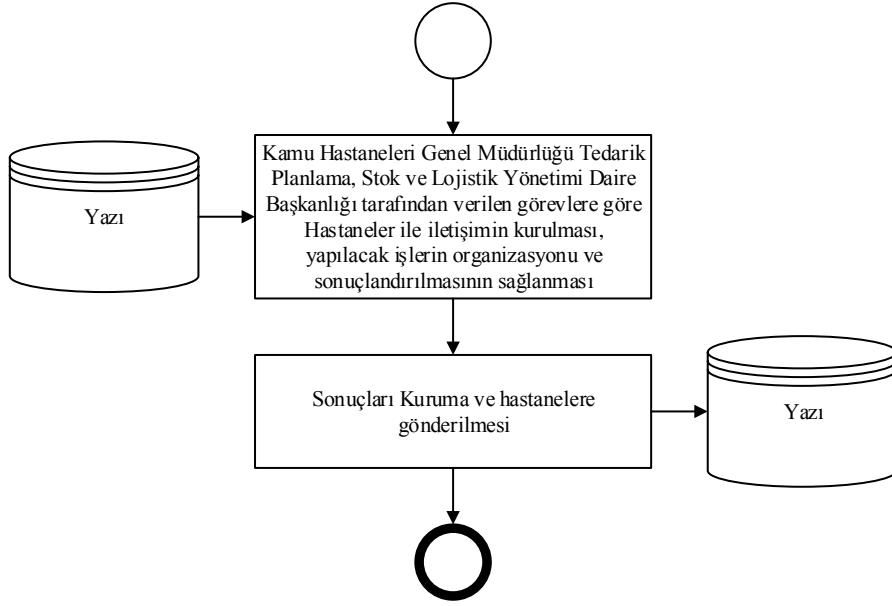 Yazı
Kamu Hastaneleri Genel Müdürlüğü Tedarik
Planlama, Stok ve Lojistik Yönetimi Daire
Başkanlığı tarafından verilen görevlere göre
Hastaneler ile iletişimin kurulması,
yapılacak işlerin organizasyonu ve
sonuçlandırılmasının sağlanması
Sonuçları Kuruma ve hastanelere
gönderilmesi
Yazı